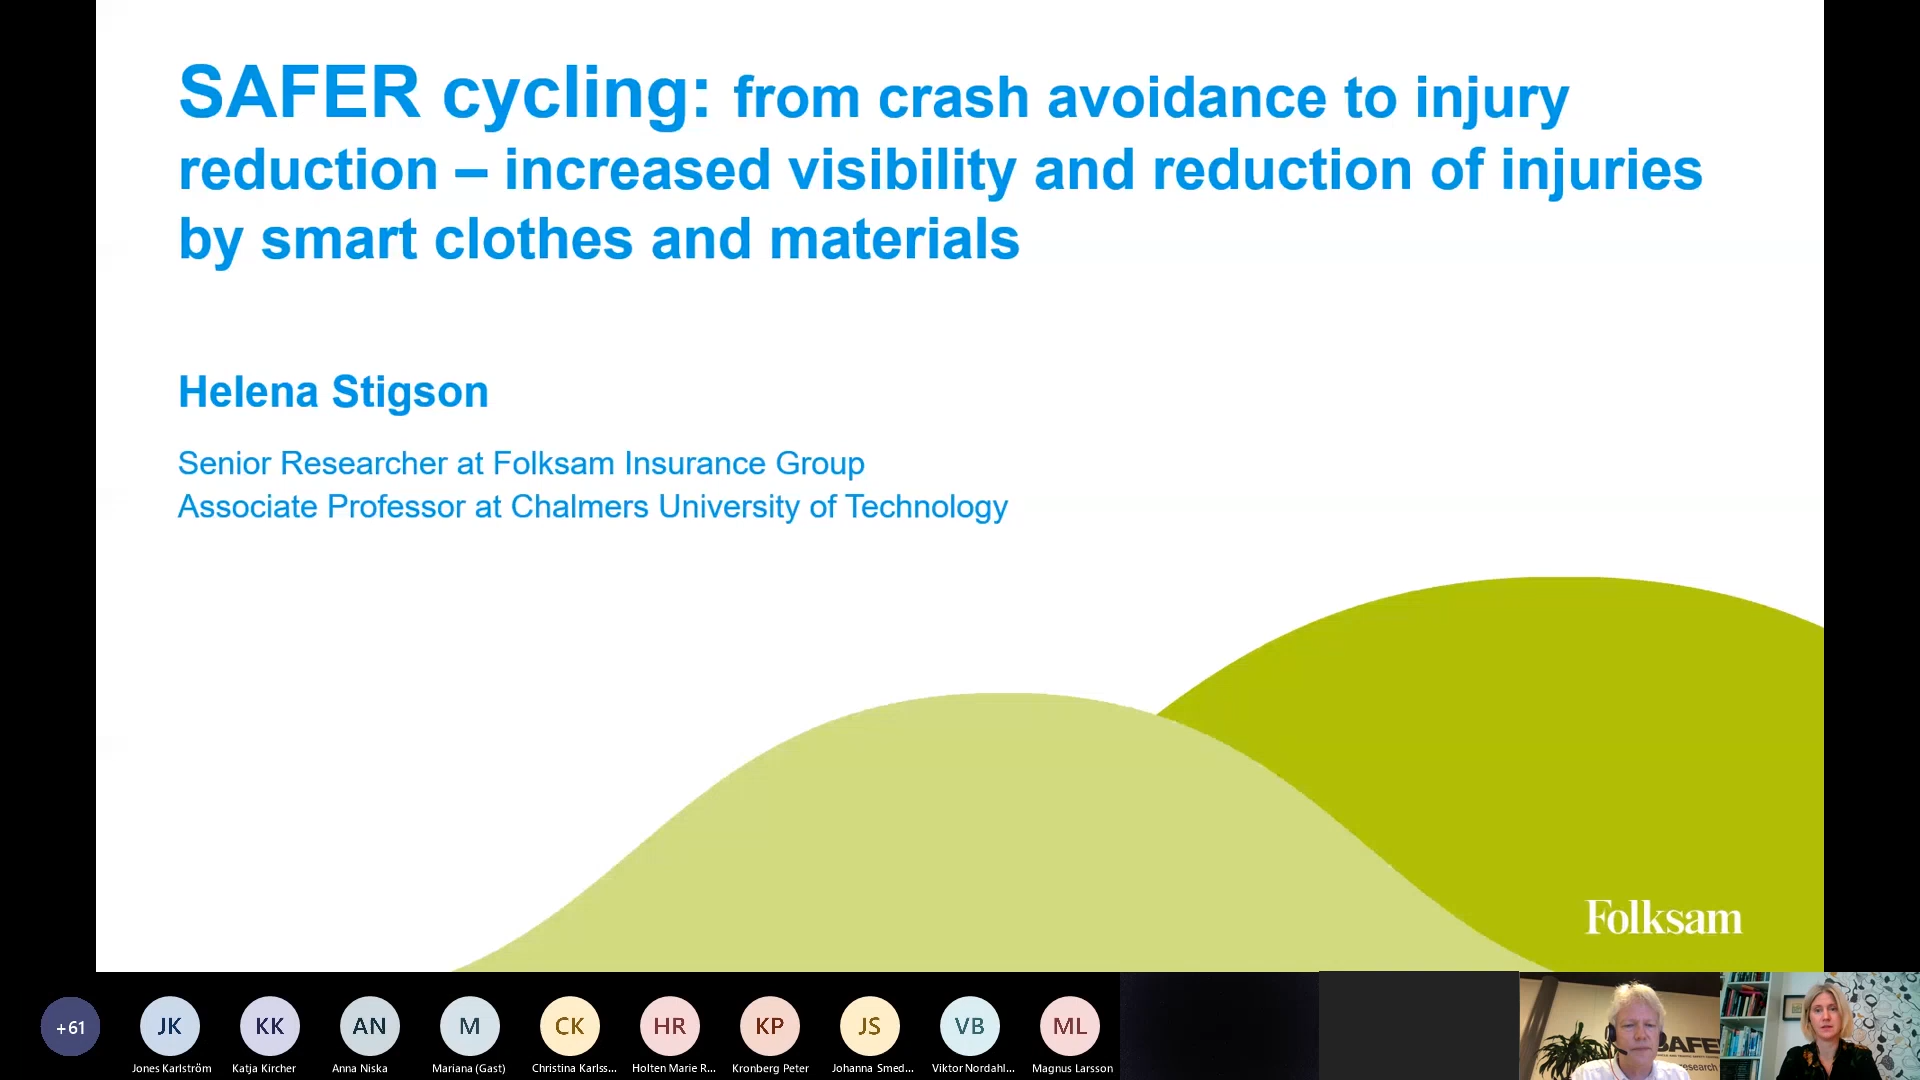 SAFER cycling: from crash avoidance to injury
reduction – increased visibility and reduction of injuries
by smart clothes and materials
Helena Stigson
Senior Researcher at Folksam Insurance Group
Associate Professor at Chalmers University of Technology
Folksam
+61
JK
KK
AN
M
CK
HR
KP
JS
VB
ML
Jones Karlström
Katja Kircher
Anna Niska
Mariana (Gast)
Christina Karlss...
Holten Marie R...
Kronberg Peter
Johanna Smed...
Viktor Nordahl...
Magnus Larsson
SAFE
research